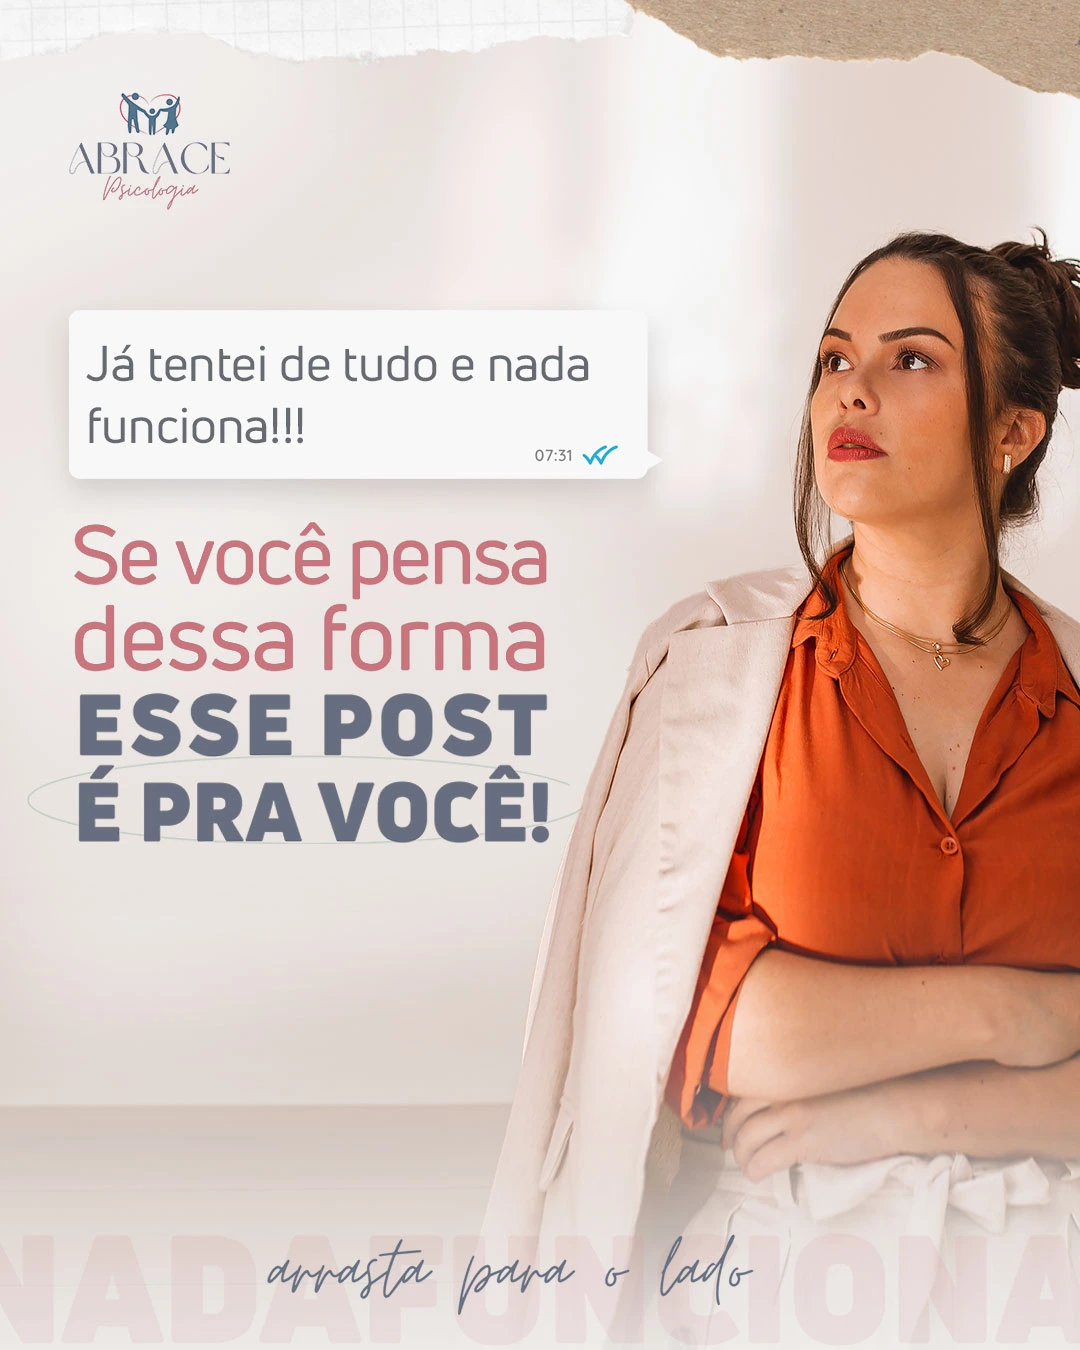 ABRACE
Psicologia
Já tentei de tudo e nada
funciona!!!
07:31
Se você pensa
dessa forma
ESSE POST
É PRA VOCÊ!
NADAFUNCIONA
arrasta para o lado